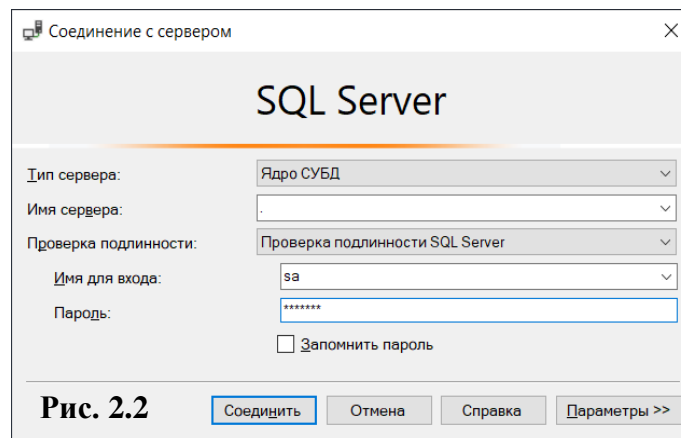 Соединение с сервером
SQL Server
Тип сервера: Ядро СУБД
Имя сервера: .
Проверка подлинности: Проверка подлинности SQL Server
Имя для входа: sa
Пароль: *******
Запомнить пароль
Рис. 2.2 Соединить Отмена Справка Параметры >>